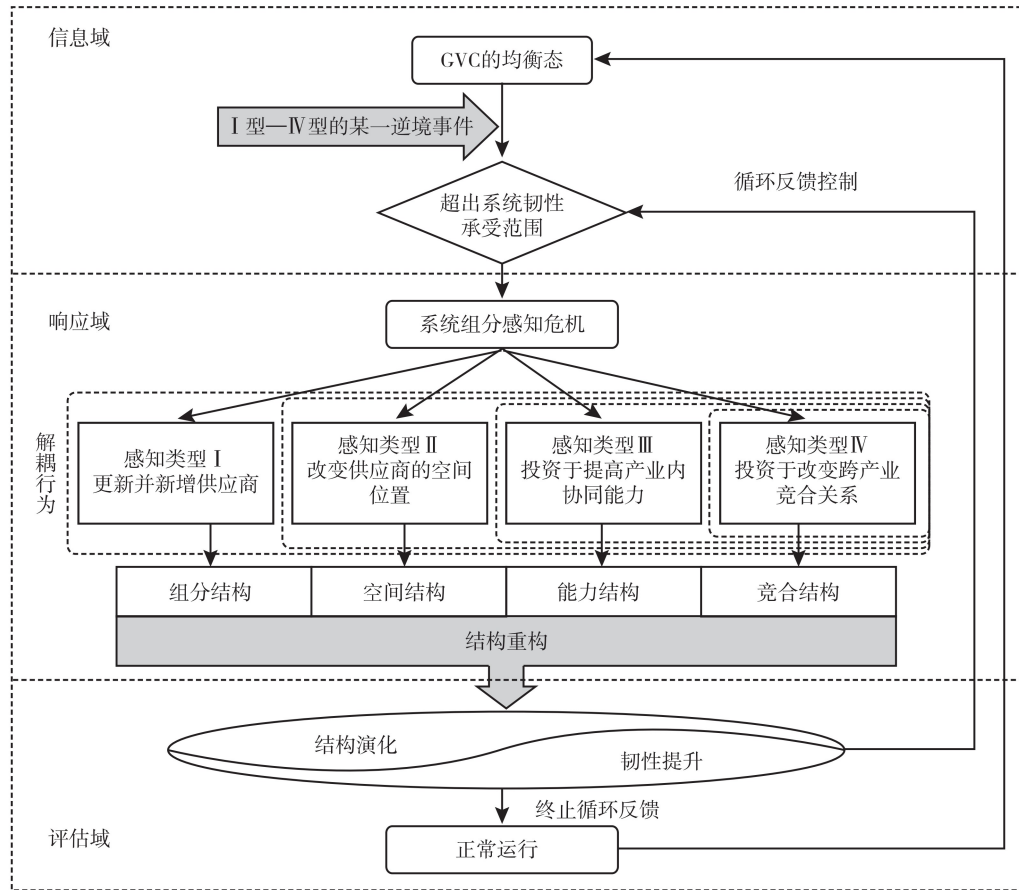 信息域
GVC的均衡态
Ⅰ型—Ⅳ型的某一逆境事件
循环反馈控制
超出系统韧性
承受范围
响应域
系统组分感知危机
解耦行为
感知类型Ⅰ
更新并新增供应商
感知类型Ⅱ
改变供应商的空间
位置
感知类型Ⅲ
投资于提高产业内
协同能力
感知类型Ⅳ
投资于改变跨产业
竞合关系
组分结构
空间结构
能力结构
竞合结构
结构重构
结构演化
韧性提升
终止循环反馈
评估域
正常运行